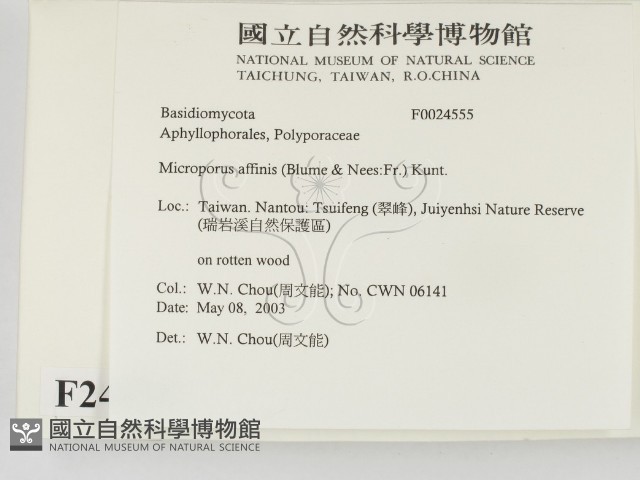 國立自然科學博物館
NATIONAL MUSEUM OF NATURAL SCIENCE
TAICHUNG, TAIWAN, R.O.CHINA
Basidiomycota F0024555
Aphyllophorales, Polyporaceae
Microporus affinis (Blume & Nees:Fr.) Kunt.
Loc.: Taiwan. Nantou: Tsuifeng (翠峰), Juiyenhsi Nature Reserve
(瑞岩溪自然保護區)
on rotten wood
Col.: W.N. Chou(周文能); No. CWN 06141
Date: May 08, 2003
Det.: W.N. Chou(周文能)
F24
國立自然科學博物館
NATIONAL MUSEUM OF NATURAL SCIENCE